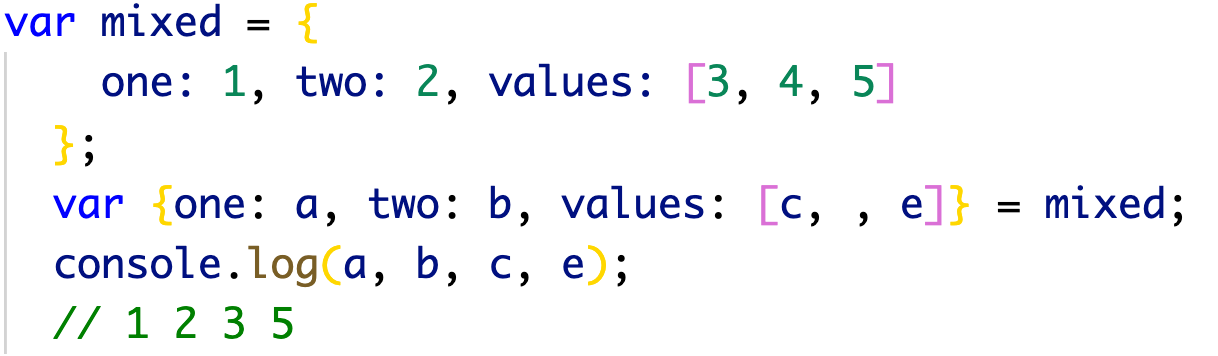 var mixed = {
    one: 1, two: 2, values: [3, 4, 5]
  };
  var {one: a, two: b, values: [c, , e]} = mixed;
  console.log(a, b, c, e);
  // 1 2 3 5